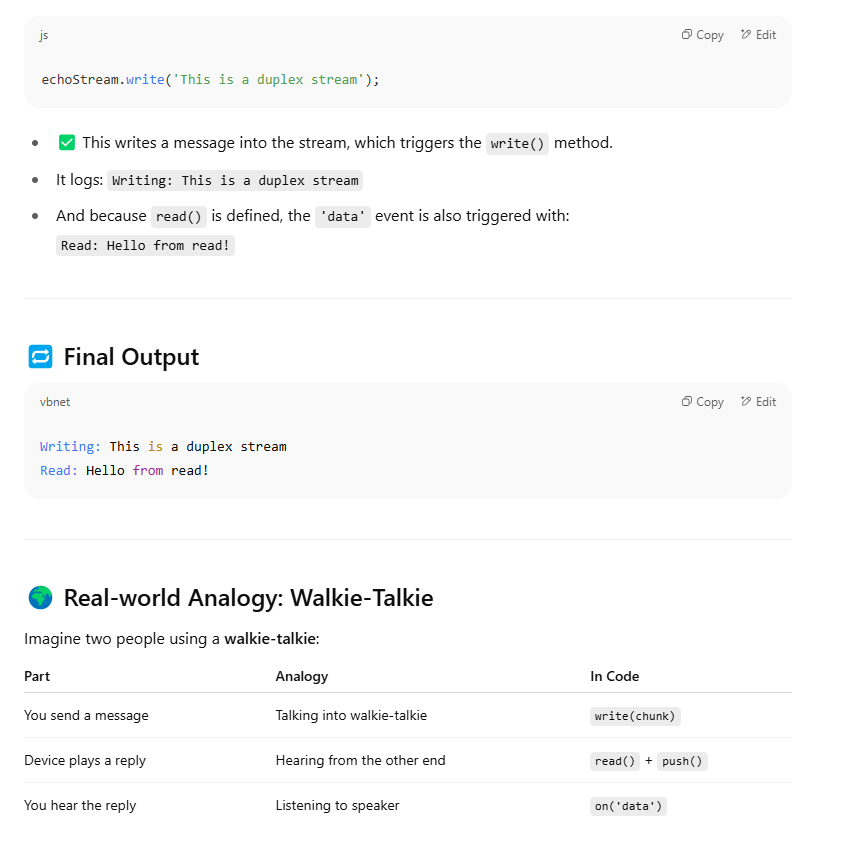 js Copy Edit
echoStream.write('This is a duplex stream');
✅ This writes a message into the stream, which triggers the write() method.
It logs: Writing: This is a duplex stream
And because read() is defined, the 'data' event is also triggered with:
Read: Hello from read!
Final Output
vbnet Copy Edit
Writing: This is a duplex stream
Read: Hello from read!
Real-world Analogy: Walkie-Talkie
Imagine two people using a walkie-talkie:
Part Analogy In Code
You send a message Talking into walkie-talkie write(chunk)
Device plays a reply Hearing from the other end read() + push()
You hear the reply Listening to speaker on('data')